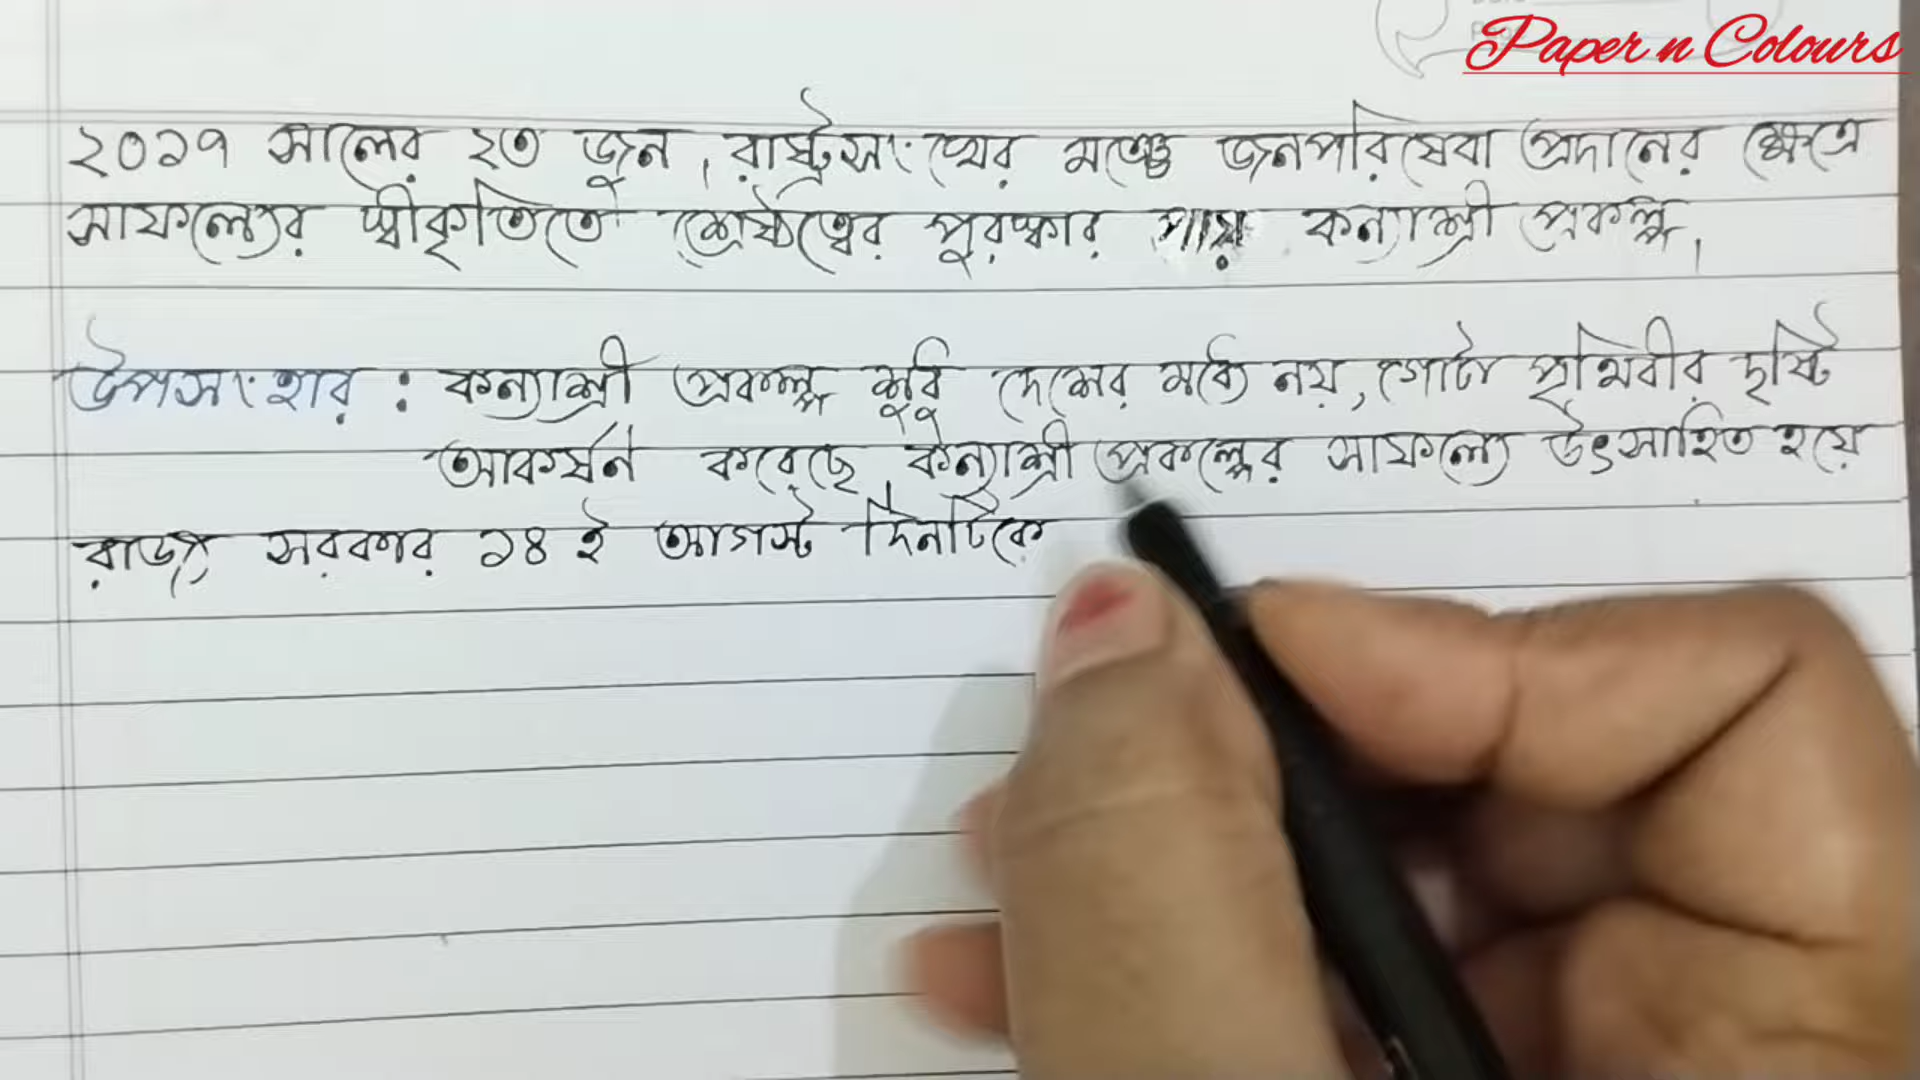 Paper n Colours
২০১৭ সালের ২৩ জুন, রাষ্ট্রসংঘের মঞ্চে জনপরিষেবা প্রদানের ক্ষেত্রে
সাফল্যের স্বীকৃতিতে শ্রেষ্ঠত্বের পুরস্কার পায় কন্যাশ্রী প্রকল্প।
উপসংহার : কন্যাশ্রী প্রকল্প শুধু দেশের মধ্যে নয়, গোটা পৃথিবীর দৃষ্টি
আকর্ষন করেছে। কন্যাশ্রী প্রকল্পের সাফল্যে উৎসাহিত হয়ে
রাজ্য সরকার ১৪ ই আগস্ট দিনটিকে